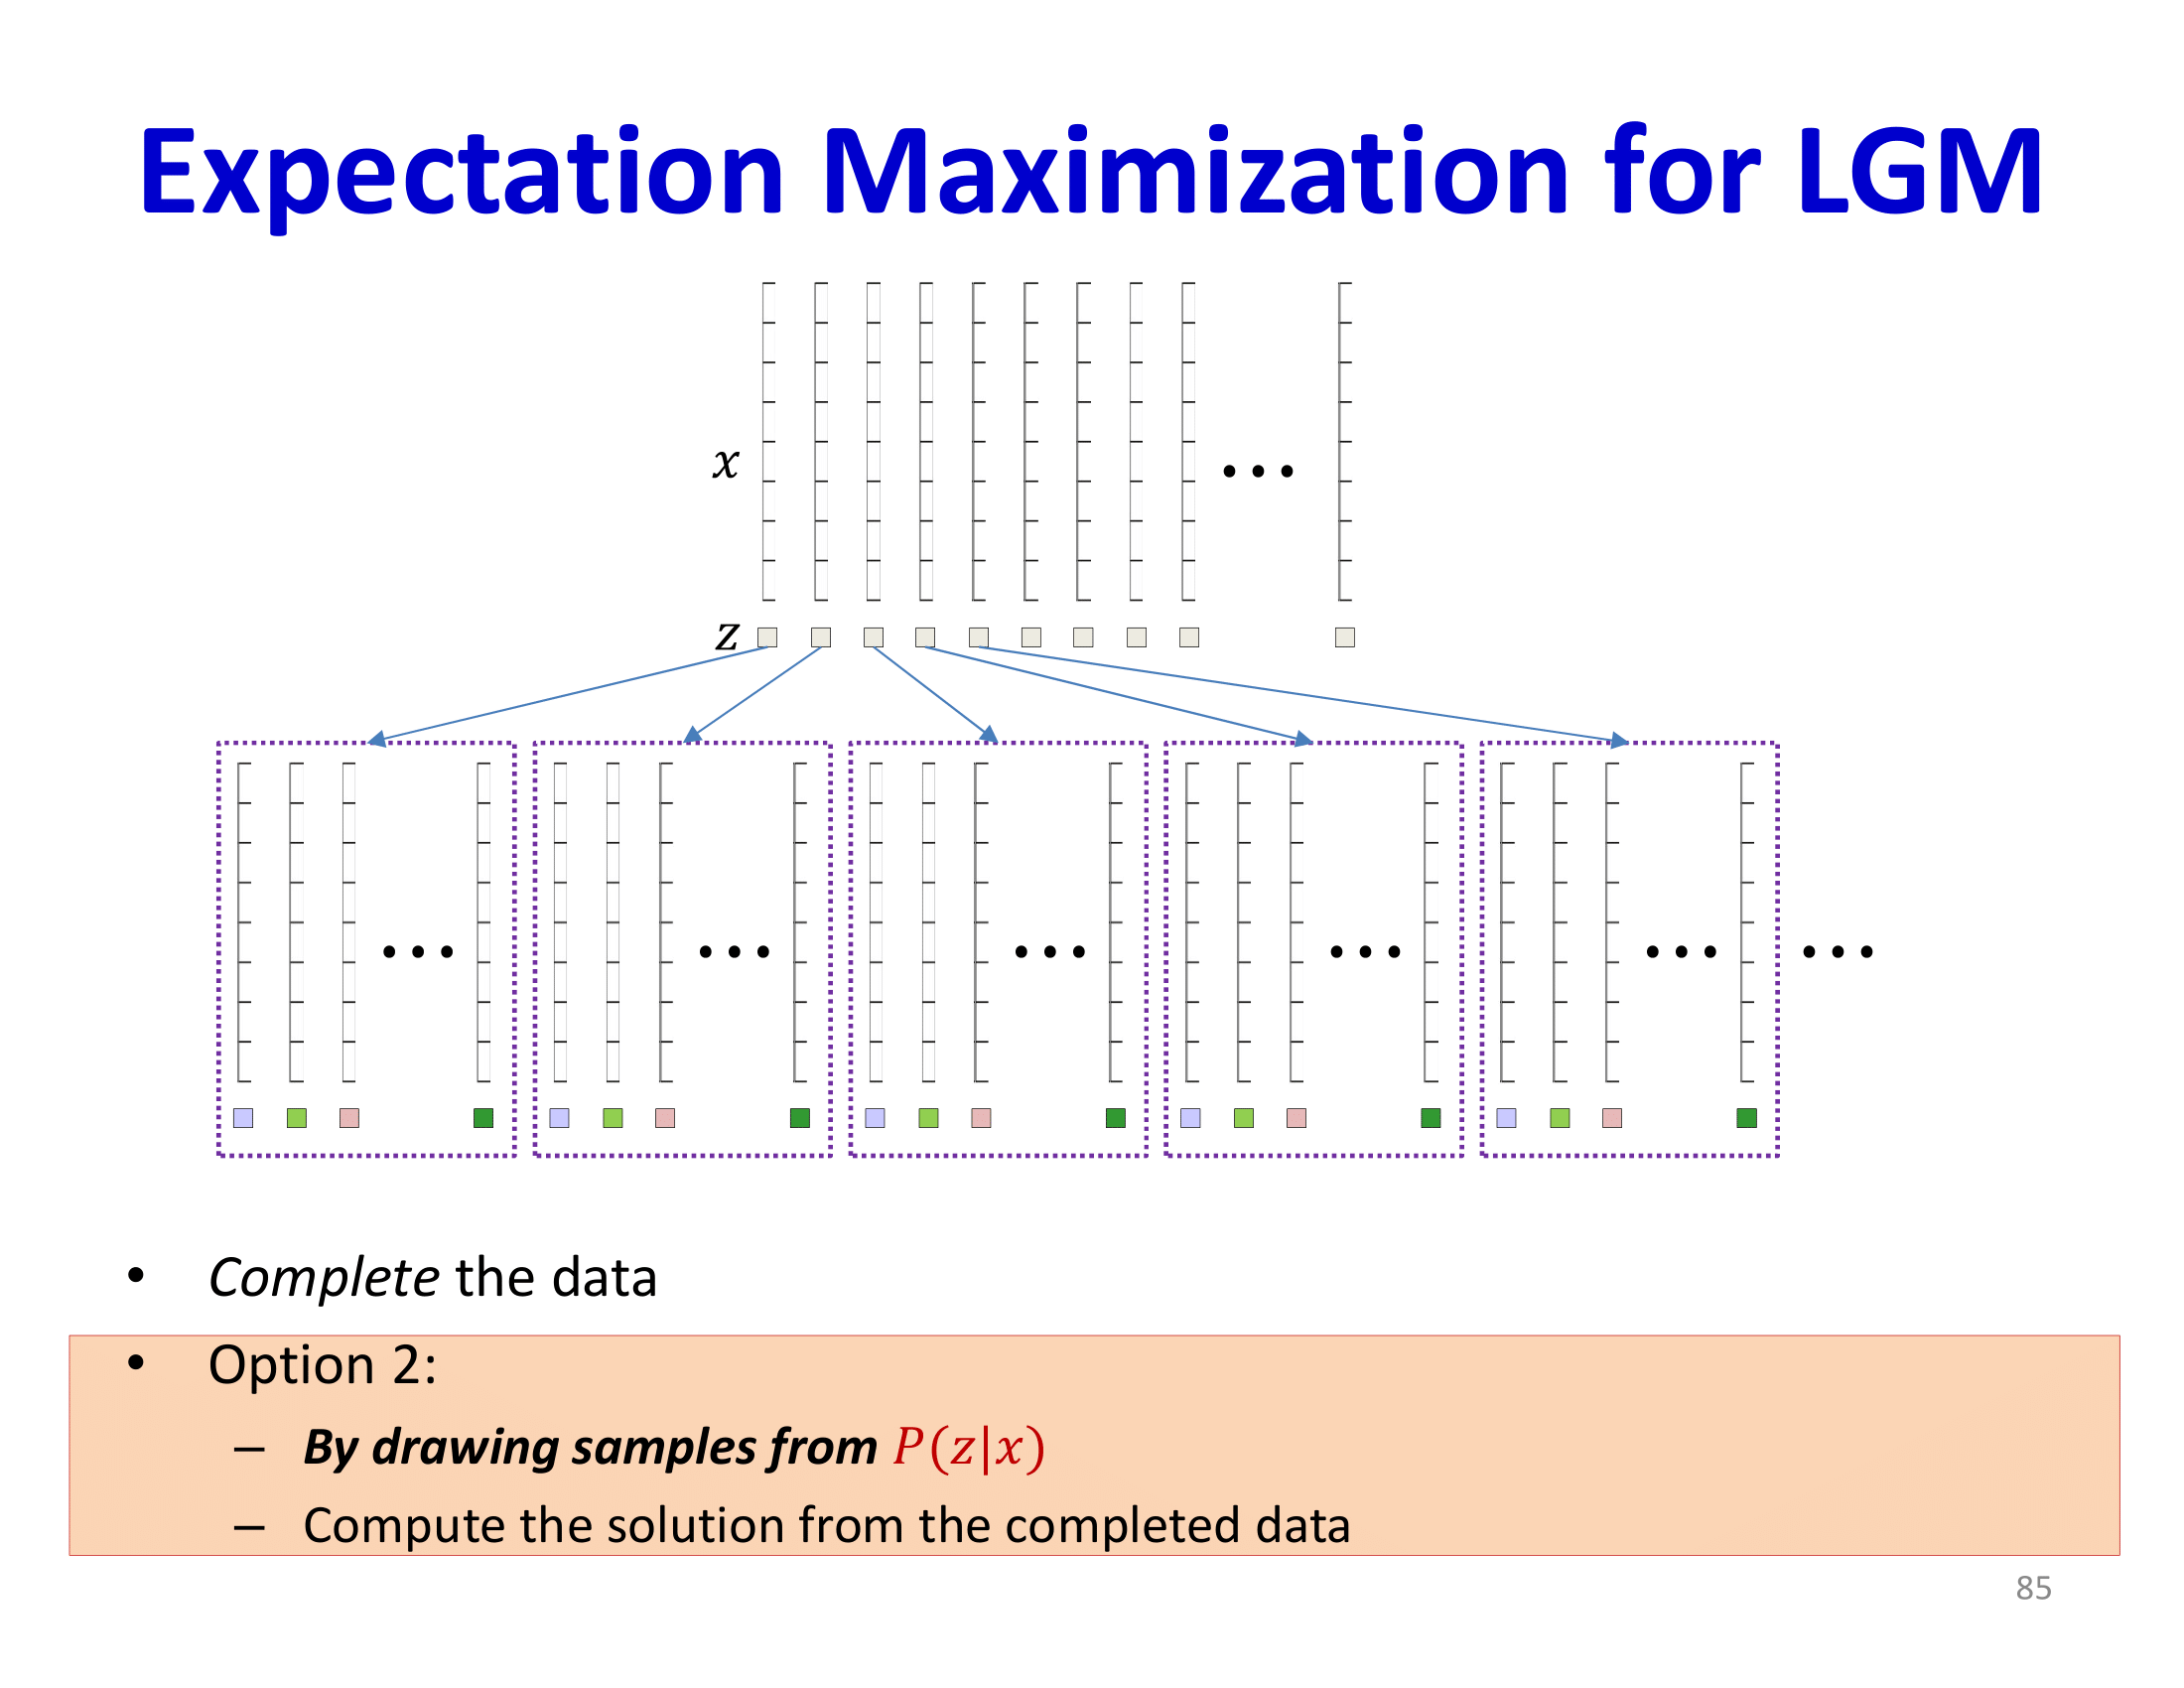 Expectation Maximization for LGM
x
...
z
... ... ... ... ... ...
• Complete the data
• Option 2:
– By drawing samples from P(z|x)
– Compute the solution from the completed data
85